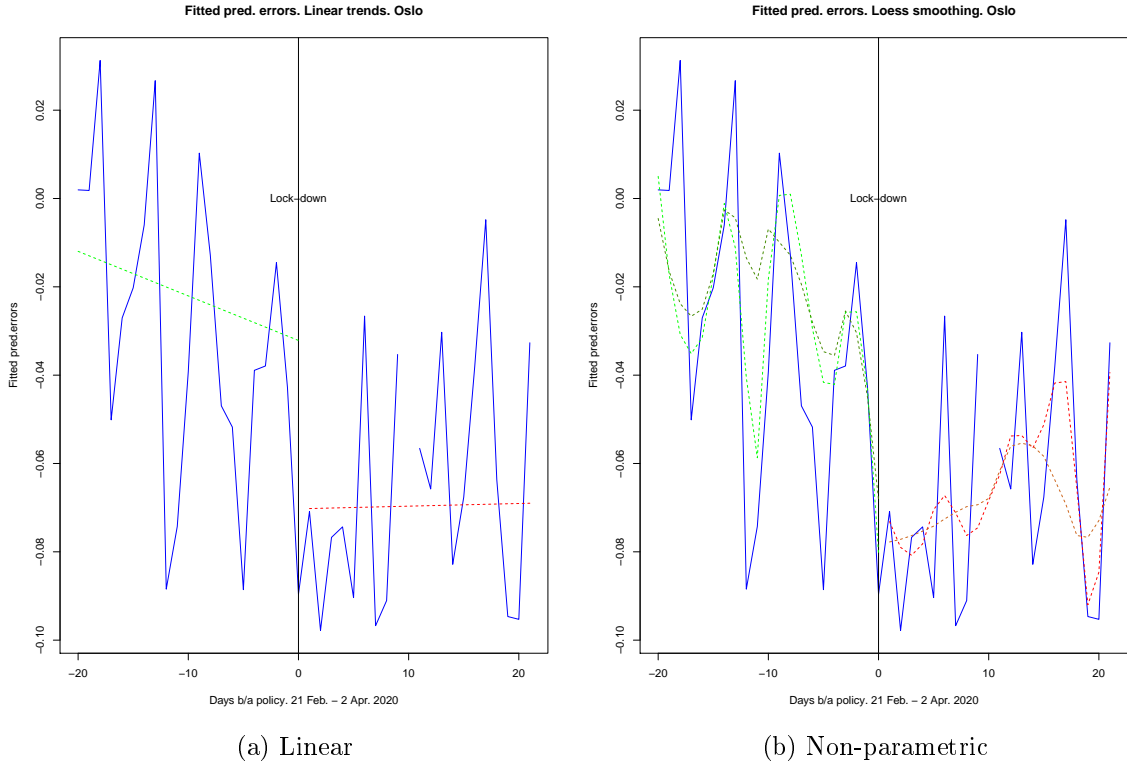 Fitted pred. errors. Linear trends. Oslo
Fitted pred.errors
0.02
0.00
−0.02
−0.04
−0.06
−0.08
−0.10
Lock−down
−20
−10
0
10
20
Days b/a policy. 21 Feb. − 2 Apr. 2020
(a) Linear
Fitted pred. errors. Loess smoothing. Oslo
Fitted pred.errors
0.02
0.00
−0.02
−0.04
−0.06
−0.08
−0.10
Lock−down
−20
−10
0
10
20
Days b/a policy. 21 Feb. − 2 Apr. 2020
(b) Non-parametric